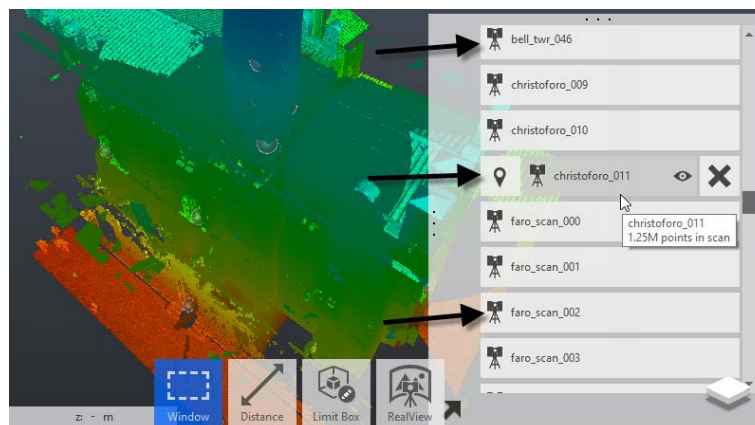 bell_twr_046
christoforo_009
christoforo_010
christoforo_011
faro_scan_000
christoforo_011
1.25M points in scan
faro_scan_001
faro_scan_002
faro_scan_003
z: - m
Window
Distance
Limit Box
RealView